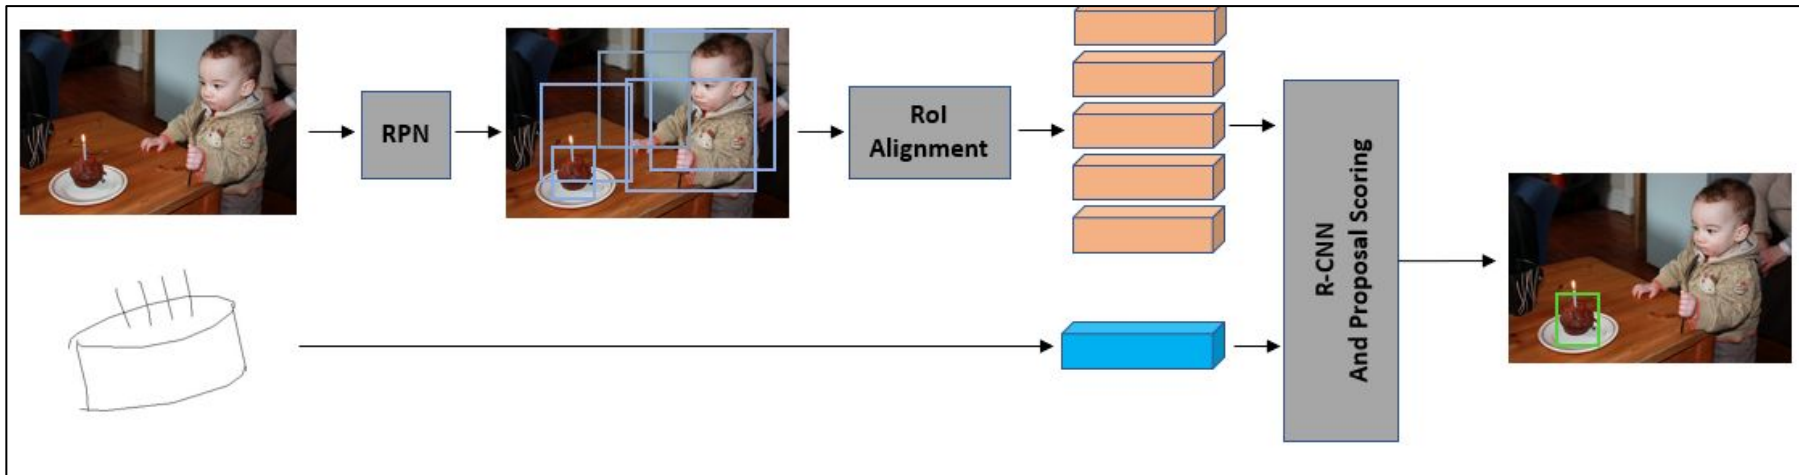 RPN
RoI
Alignment
R-CNN
And Proposal Scoring